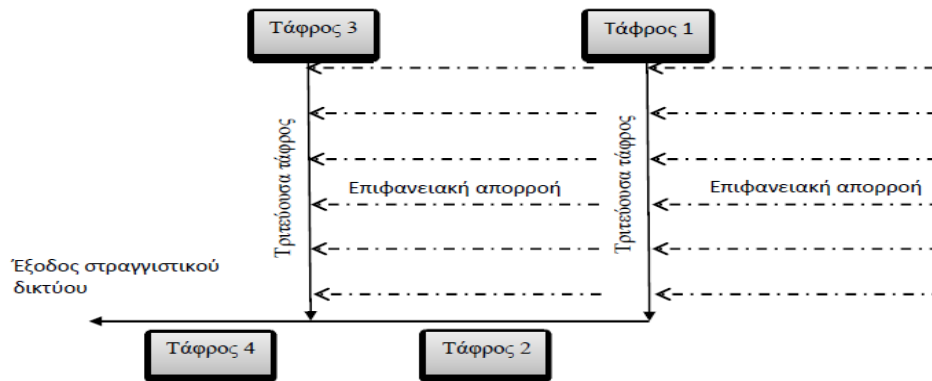 Τάφρος 3
Τάφρος 1
Τριτεύουσα τάφρος
Επιφανειακή απορροή
Τριτεύουσα τάφρος
Επιφανειακή απορροή
Έξοδος στραγγιστικού
δικτύου
Τάφρος 4
Τάφρος 2